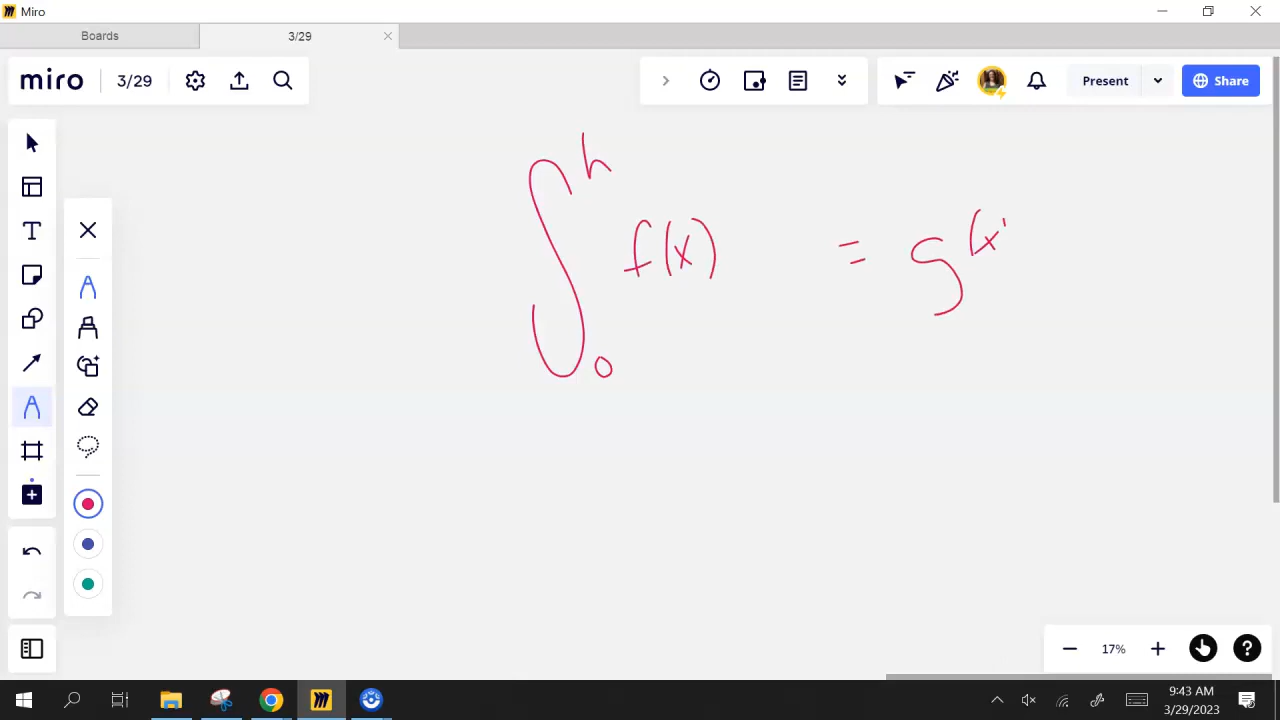 Miro
Boards
3/29
miro
3/29
Present
Share
∫ h
f(x) = g(x
0
17%
9:43 AM
3/29/2023